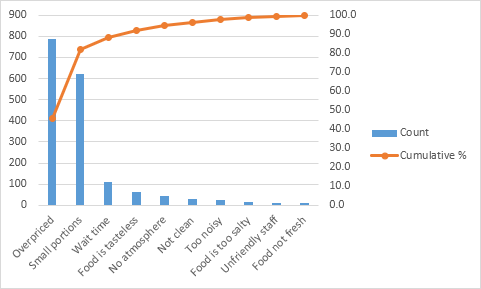 900
800
700
600
500
400
300
200
100
0
100.0
90.0
80.0
70.0
60.0
50.0
40.0
30.0
20.0
10.0
0.0
Overpriced
Small portions
Wait time
Food is tasteless
No atmosphere
Not clean
Too noisy
Food is too salty
Unfriendly staff
Food not fresh
Count
Cumulative %